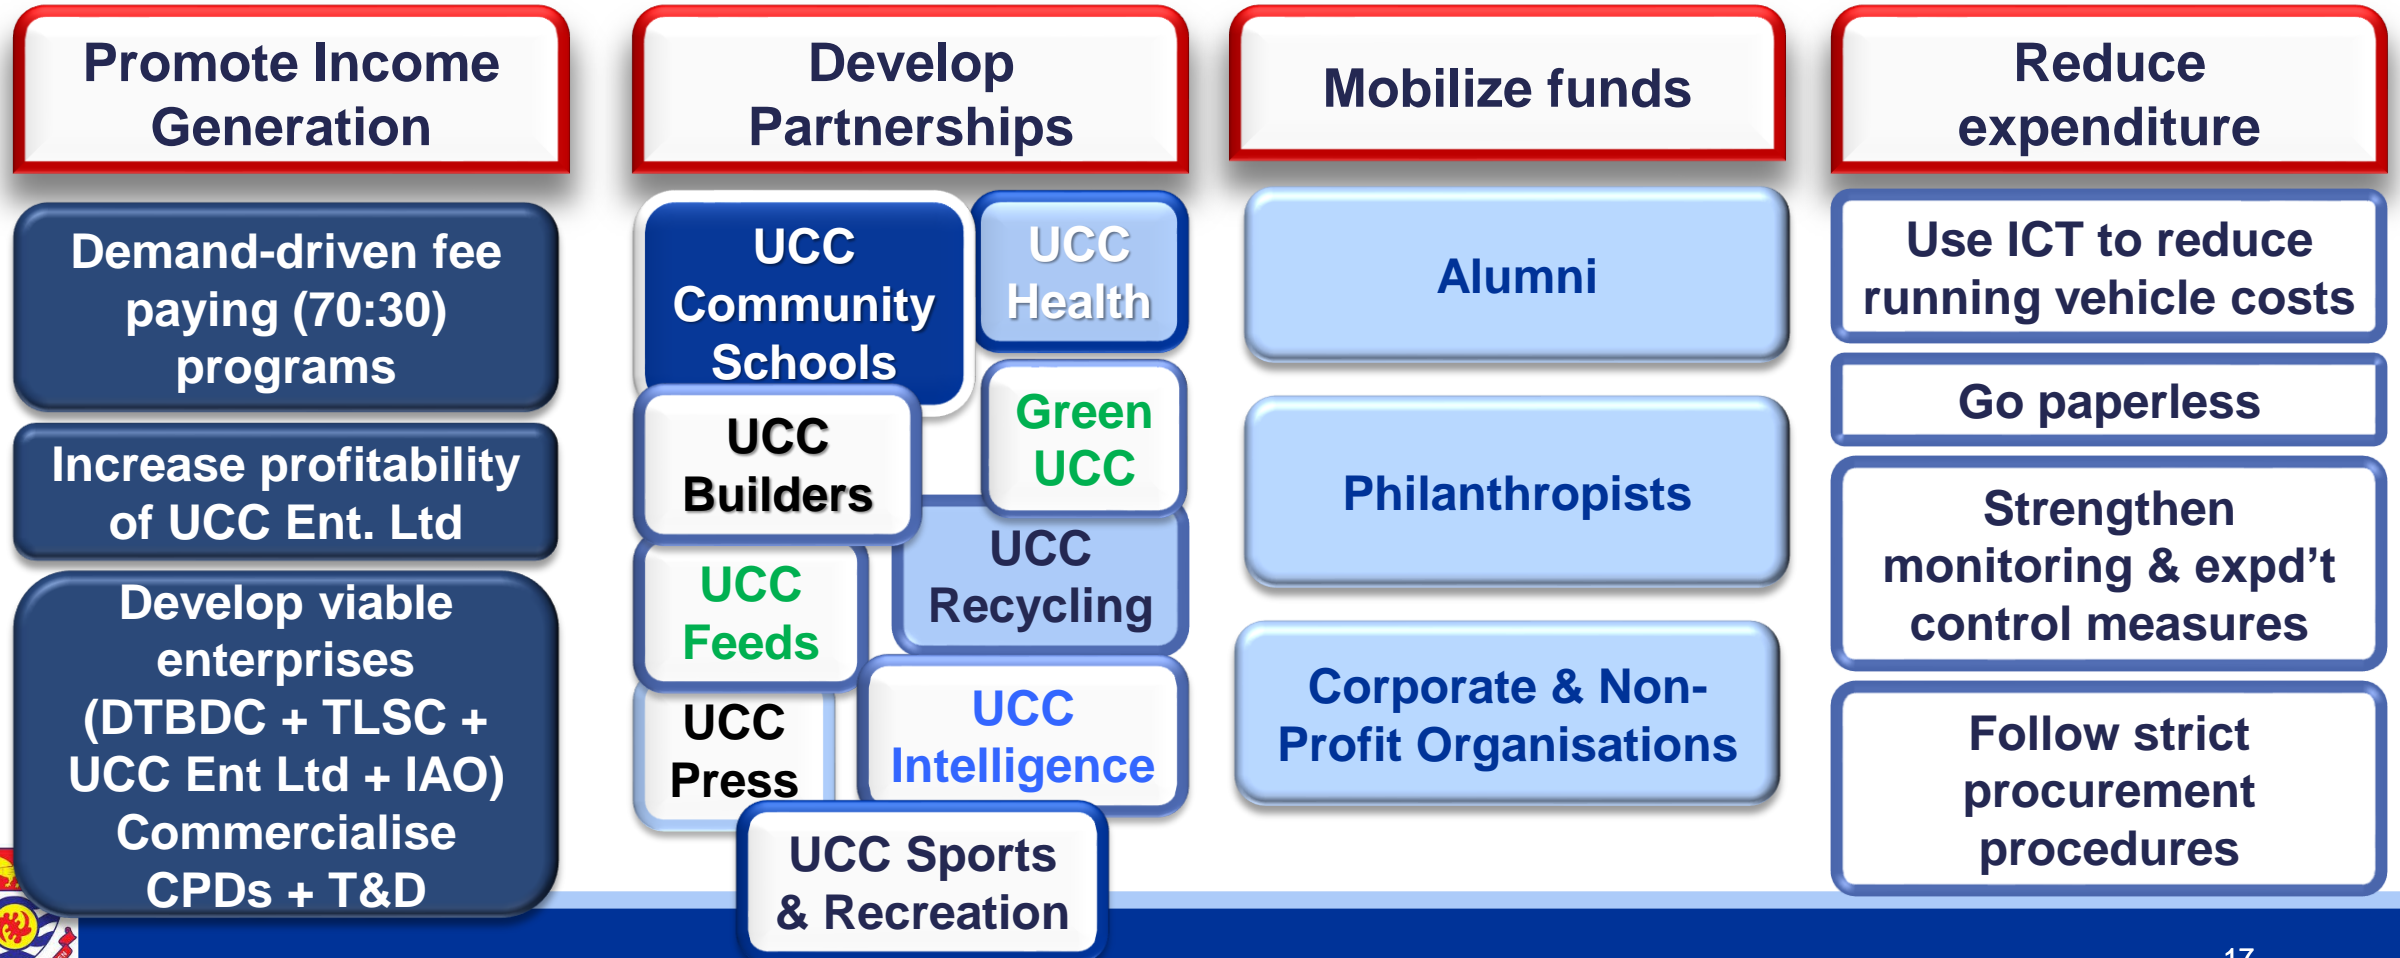 Promote Income
Generation
Demand-driven fee
paying (70:30)
programs
Increase profitability
of UCC Ent. Ltd
Develop viable
enterprises
(DTBDC + TLSC +
UCC Ent Ltd + IAO)
Commercialise
CPDs + T&D
Develop
Partnerships
UCC
Community
Schools
UCC
Health
UCC
Builders
Green
UCC
UCC
Feeds
UCC
Recycling
UCC
Press
UCC
Intelligence
UCC Sports
& Recreation
Mobilize funds
Alumni
Philanthropists
Corporate & Non-
Profit Organisations
Reduce
expenditure
Use ICT to reduce
running vehicle costs
Go paperless
Strengthen
monitoring & expd’t
control measures
Follow strict
procurement
procedures
17